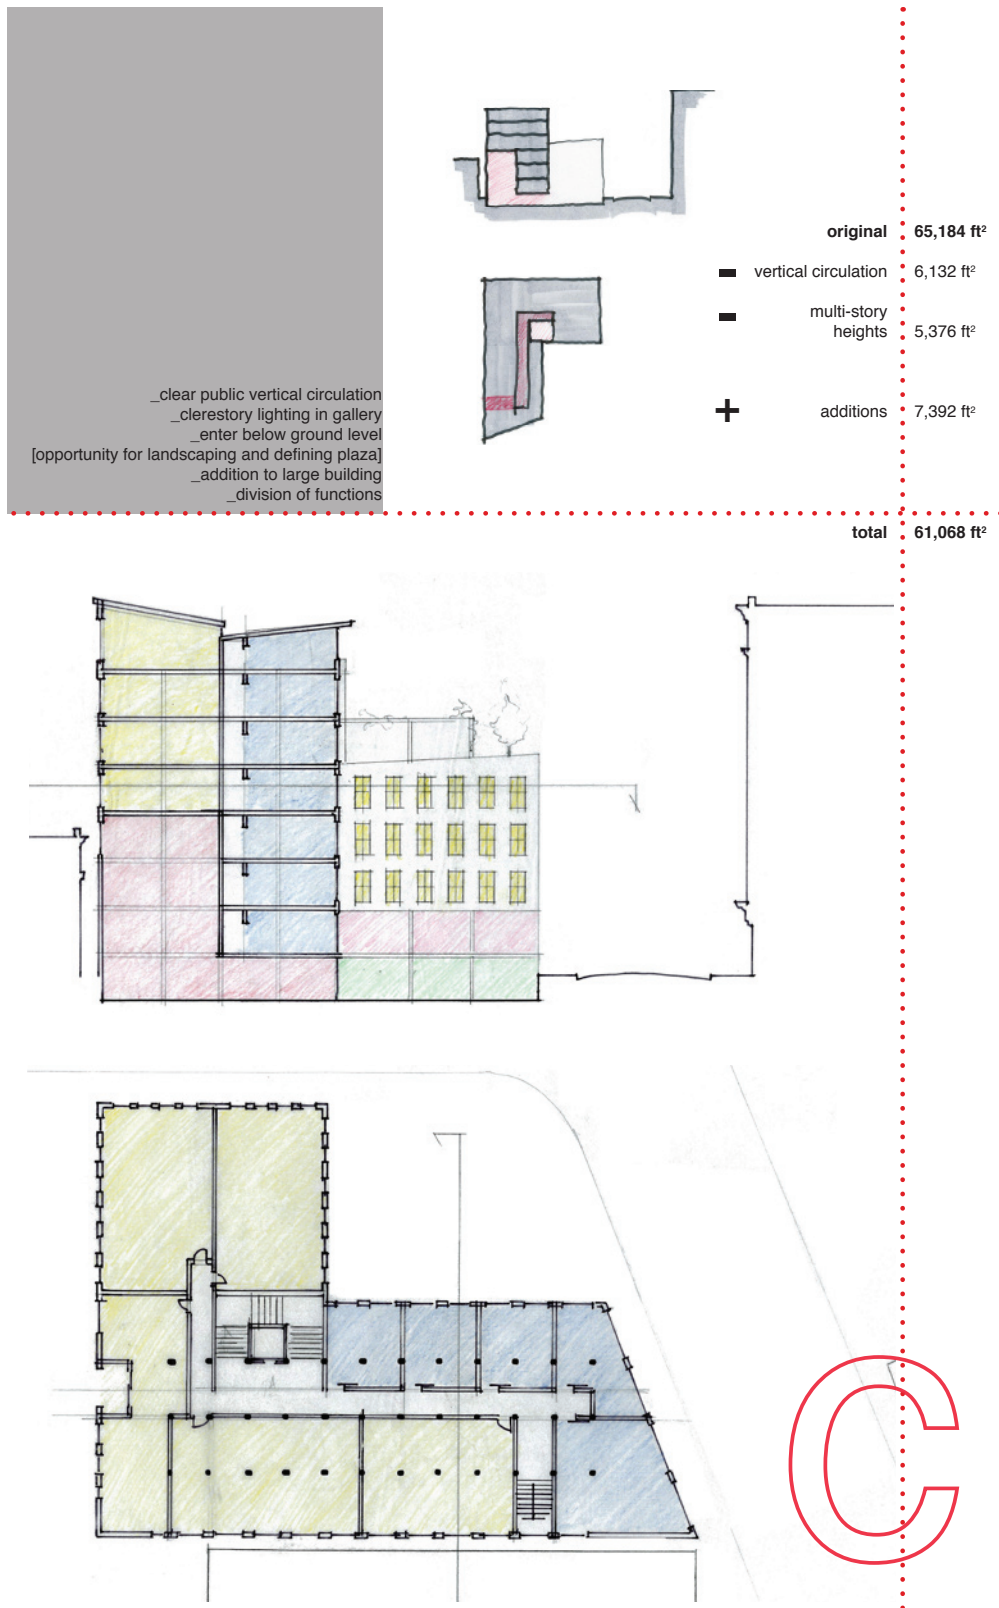 original 65,184 ft²
vertical circulation 6,132 ft²
multi-story
heights 5,376 ft²
additions 7,392 ft²
_clear public vertical circulation
_clerestory lighting in gallery
_enter below ground level
[opportunity for landscaping and defining plaza]
_addition to large building
_division of functions
total 61,068 ft²
C